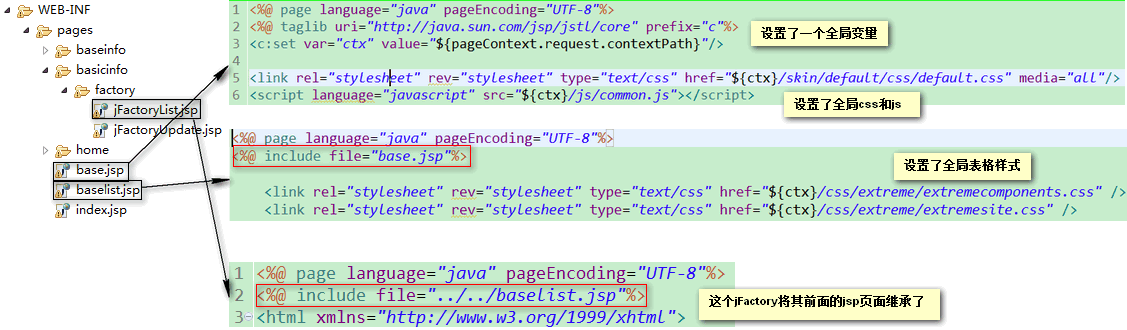 WEB-INF
pages
baseinfo
basicinfo
factory
jFactoryList.jsp
jFactoryUpdate.jsp
home
base.jsp
baselist.jsp
index.jsp
1 <%@ page language="java" pageEncoding="UTF-8"%>
2 <%@ taglib uri="http://java.sun.com/jsp/jstl/core" prefix="c"%>
3 <c:set var="ctx" value="${pageContext.request.contextPath}"/>
4
5 <link rel="stylesheet" rev="stylesheet" type="text/css" href="${ctx}/skin/default/css/default.css" media="all"/>
6 <script language="javascript" src="${ctx}/js/common.js"></script>
设置了一个全局变量
设置了全局css和js
<%@ page language="java" pageEncoding="UTF-8"%>
<%@ include file="base.jsp"%>
<link rel="stylesheet" rev="stylesheet" type="text/css" href="${ctx}/css/extreme/extremecomponents.css" />
<link rel="stylesheet" rev="stylesheet" type="text/css" href="${ctx}/css/extreme/extremesite.css" />
设置了全局表格样式
1 <%@ page language="java" pageEncoding="UTF-8"%>
2 <%@ include file="../../baselist.jsp"%>
3 <html xmlns="http://www.w3.org/1999/xhtml">
这个jFactory将其前面的jsp页面继承了